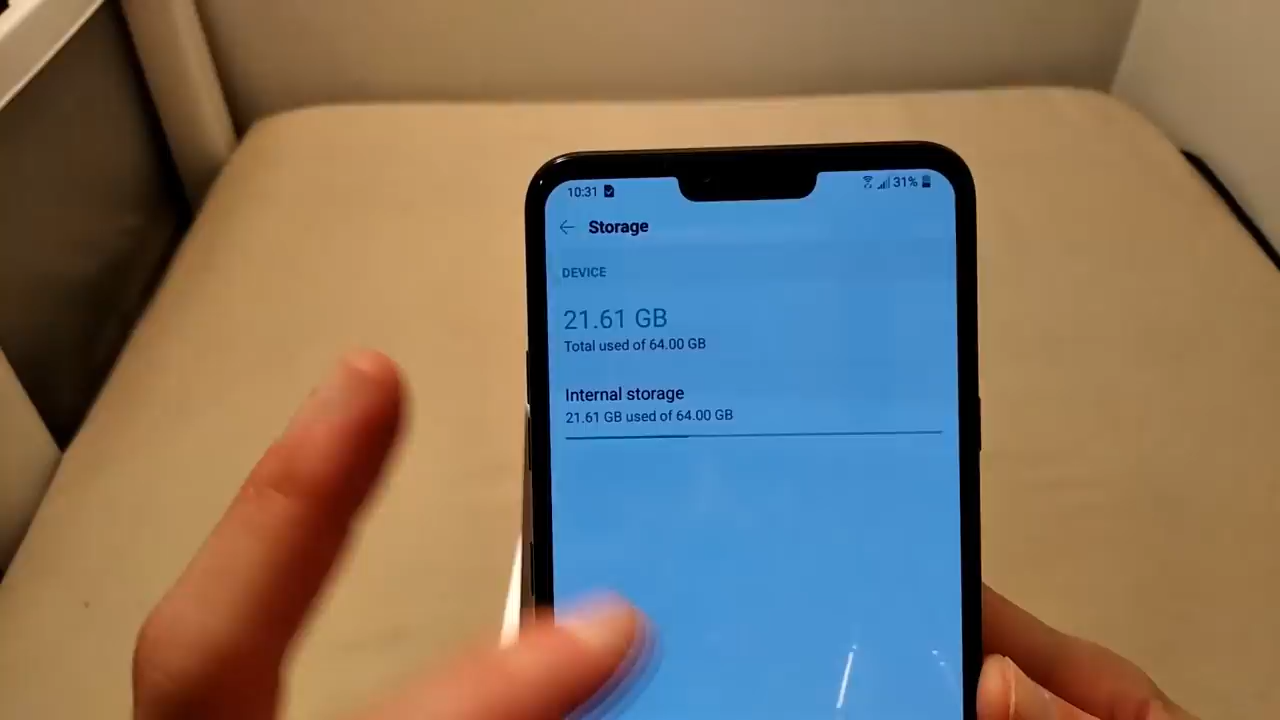 10:31 31%
Storage
DEVICE
21.61 GB
Total used of 64.00 GB
Internal storage
21.61 GB used of 64.00 GB